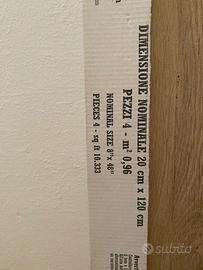 DIMENSIONE NOMINALE 20 cm x 120 cm
PEZZI 4 - m² 0,96
NOMINAL SIZE 8"x 48"
PIECES 4 - sq ft 10.333
subito